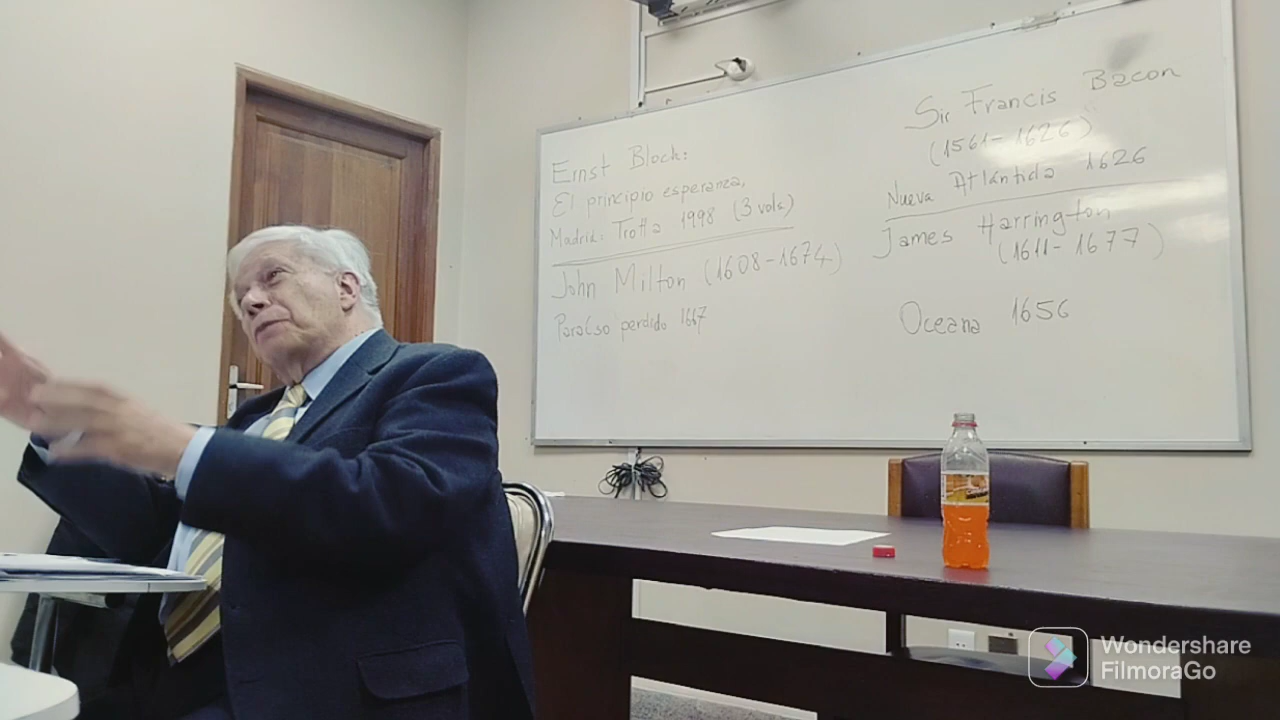 Ernst Bloch:
El principio esperanza,
Madrid: Trotta 1998 (3 vols)
John Milton (1608-1674)
Paraíso perdido 1667
Sir Francis Bacon
(1561-1626)
Nueva Atlántida 1626
James Harrington
(1611-1677)
Oceana 1656
Wondershare
FilmoraGo